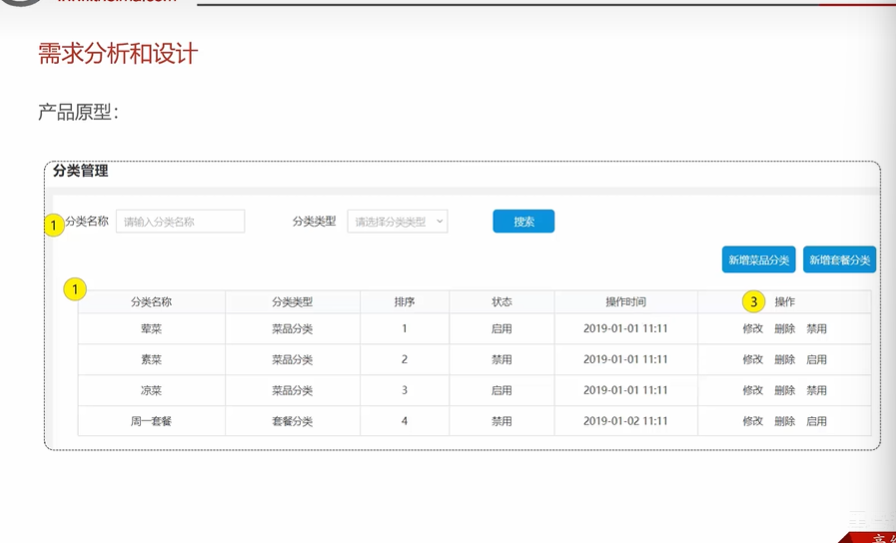 需求分析和设计
产品原型：
分类管理
1 分类名称 请输入分类名称 分类类型 请选择分类类型 搜索
新增菜品分类 新增套餐分类
1
分类名称 分类类型 排序 状态 操作时间 3 操作
荤菜 菜品分类 1 启用 2019-01-01 11:11 修改 删除 禁用
素菜 菜品分类 2 禁用 2019-01-01 11:11 修改 删除 启用
凉菜 菜品分类 3 启用 2019-01-01 11:11 修改 删除 禁用
周一套餐 套餐分类 4 禁用 2019-01-02 11:11 修改 删除 启用